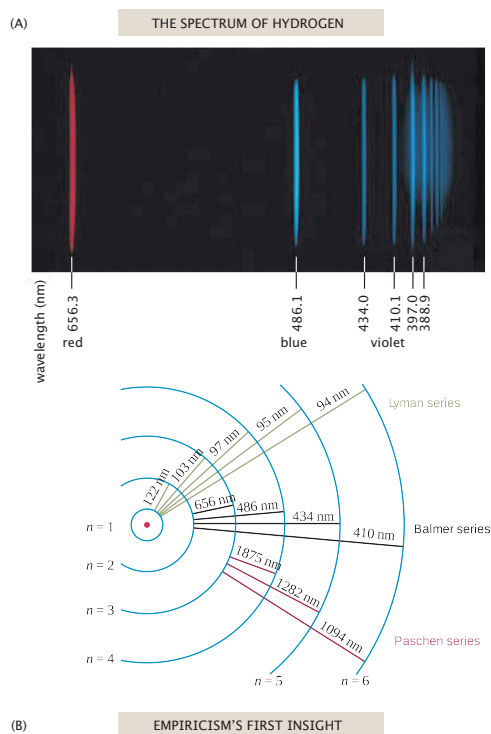 (A)
THE SPECTRUM OF HYDROGEN
wavelength (nm)
656.3
486.1
434.0
410.1
397.0
388.9
red
blue
violet
122 nm
103 nm
97 nm
95 nm
94 nm
Lyman series
656 nm
486 nm
434 nm
410 nm
Balmer series
1875 nm
1282 nm
1094 nm
Paschen series
n = 1
n = 2
n = 3
n = 4
n = 5
n = 6
(B)
EMPIRICISM'S FIRST INSIGHT